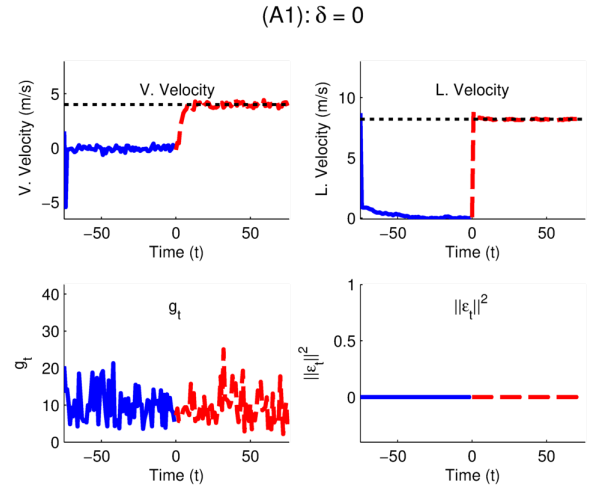 (A1): δ = 0
V. Velocity
V. Velocity (m/s)
5
0
−5
−50
0
50
Time (t)
L. Velocity
L. Velocity (m/s)
10
5
0
−50
0
50
Time (t)
g_t
g_t
40
30
20
10
0
−50
0
50
Time (t)
||ε_t||^2
||ε_t||^2
1
0.5
0
−50
0
50
Time (t)